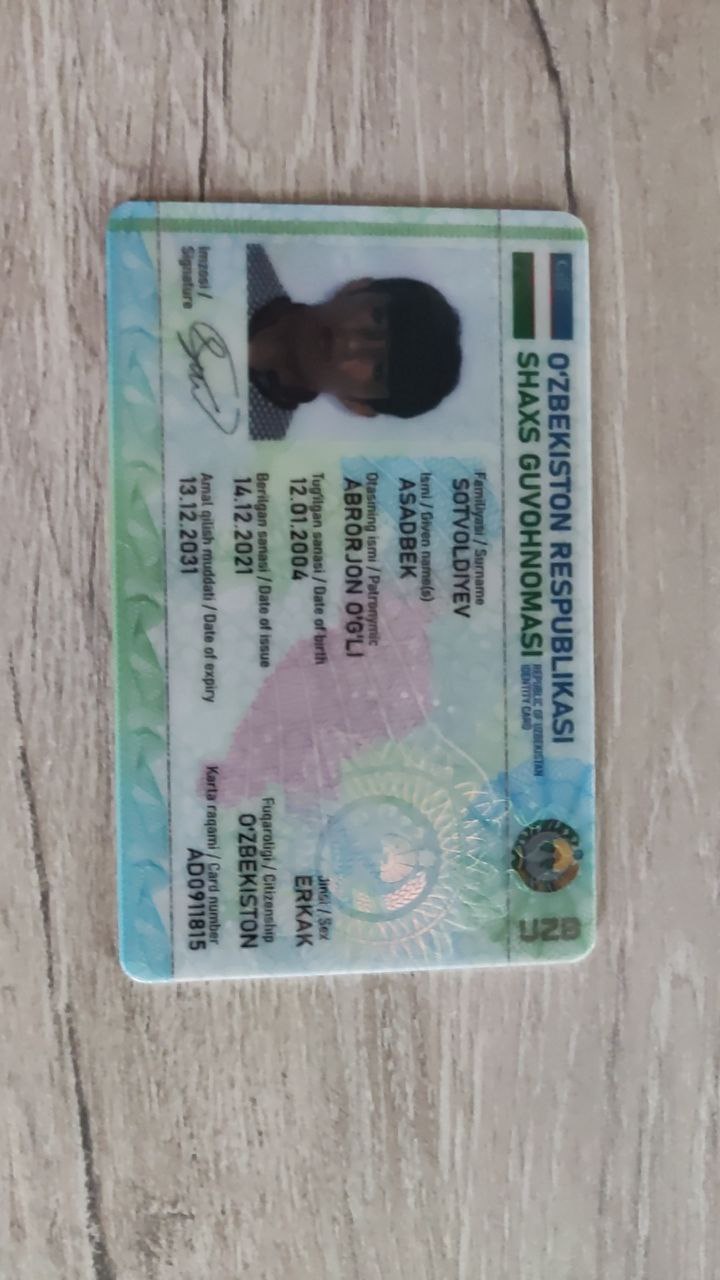 O'ZBEKISTON RESPUBLIKASI
SHAXS GUVOHNOMASI
REPUBLIC OF UZBEKISTAN
IDENTITY CARD
UZB
Familiyasi / Surname
SOTVOLDIYEV
Ismi / Given name(s)
ASADBEK
Otasining ismi / Patronymic
ABRORJON O'G'LI
Tug'ilgan sanasi / Date of birth
12.01.2004
Jinsi / Sex
ERKAK
Berilgan sanasi / Date of issue
14.12.2021
Fuqaroligi / Citizenship
O'ZBEKISTON
Amal qilish muddati / Date of expiry
13.12.2031
Karta raqami / Card number
AD0911815
Imzosi /
Signature